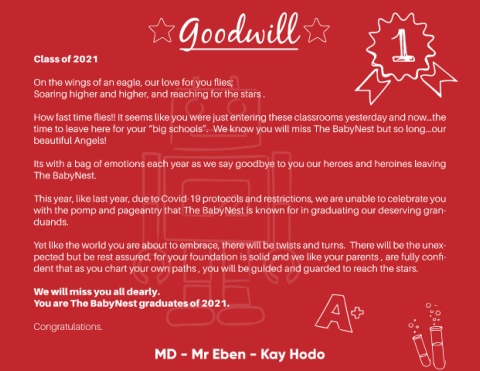 Goodwill
1
Class of 2021
On the wings of an eagle, our love for you flies;
Soaring higher and higher, and reaching for the stars .
How fast time flies!! It seems like you were just entering these classrooms yesterday and now...the
time to leave here for your "big schools". We know you will miss The BabyNest but so long...our
beautiful Angels!
Its with a bag of emotions each year as we say goodbye to you our heroes and heroines leaving
The BabyNest.
This year, like last year, due to Covid-19 protocols and restrictions, we are unable to celebrate you
with the pomp and pageantry that The BabyNest is known for in graduating our deserving gran-
duands.
Yet like the world you are about to embrace, there will be twists and turns. There will be the unex-
pected but be rest assured, for your foundation is solid and we like your parents , are fully confi-
dent that as you chart your own paths , you will be guided and guarded to reach the stars.
We will miss you all dearly.
You are The BabyNest graduates of 2021.
Congratulations.
A+
MD - Mr Eben - Kay Hodo